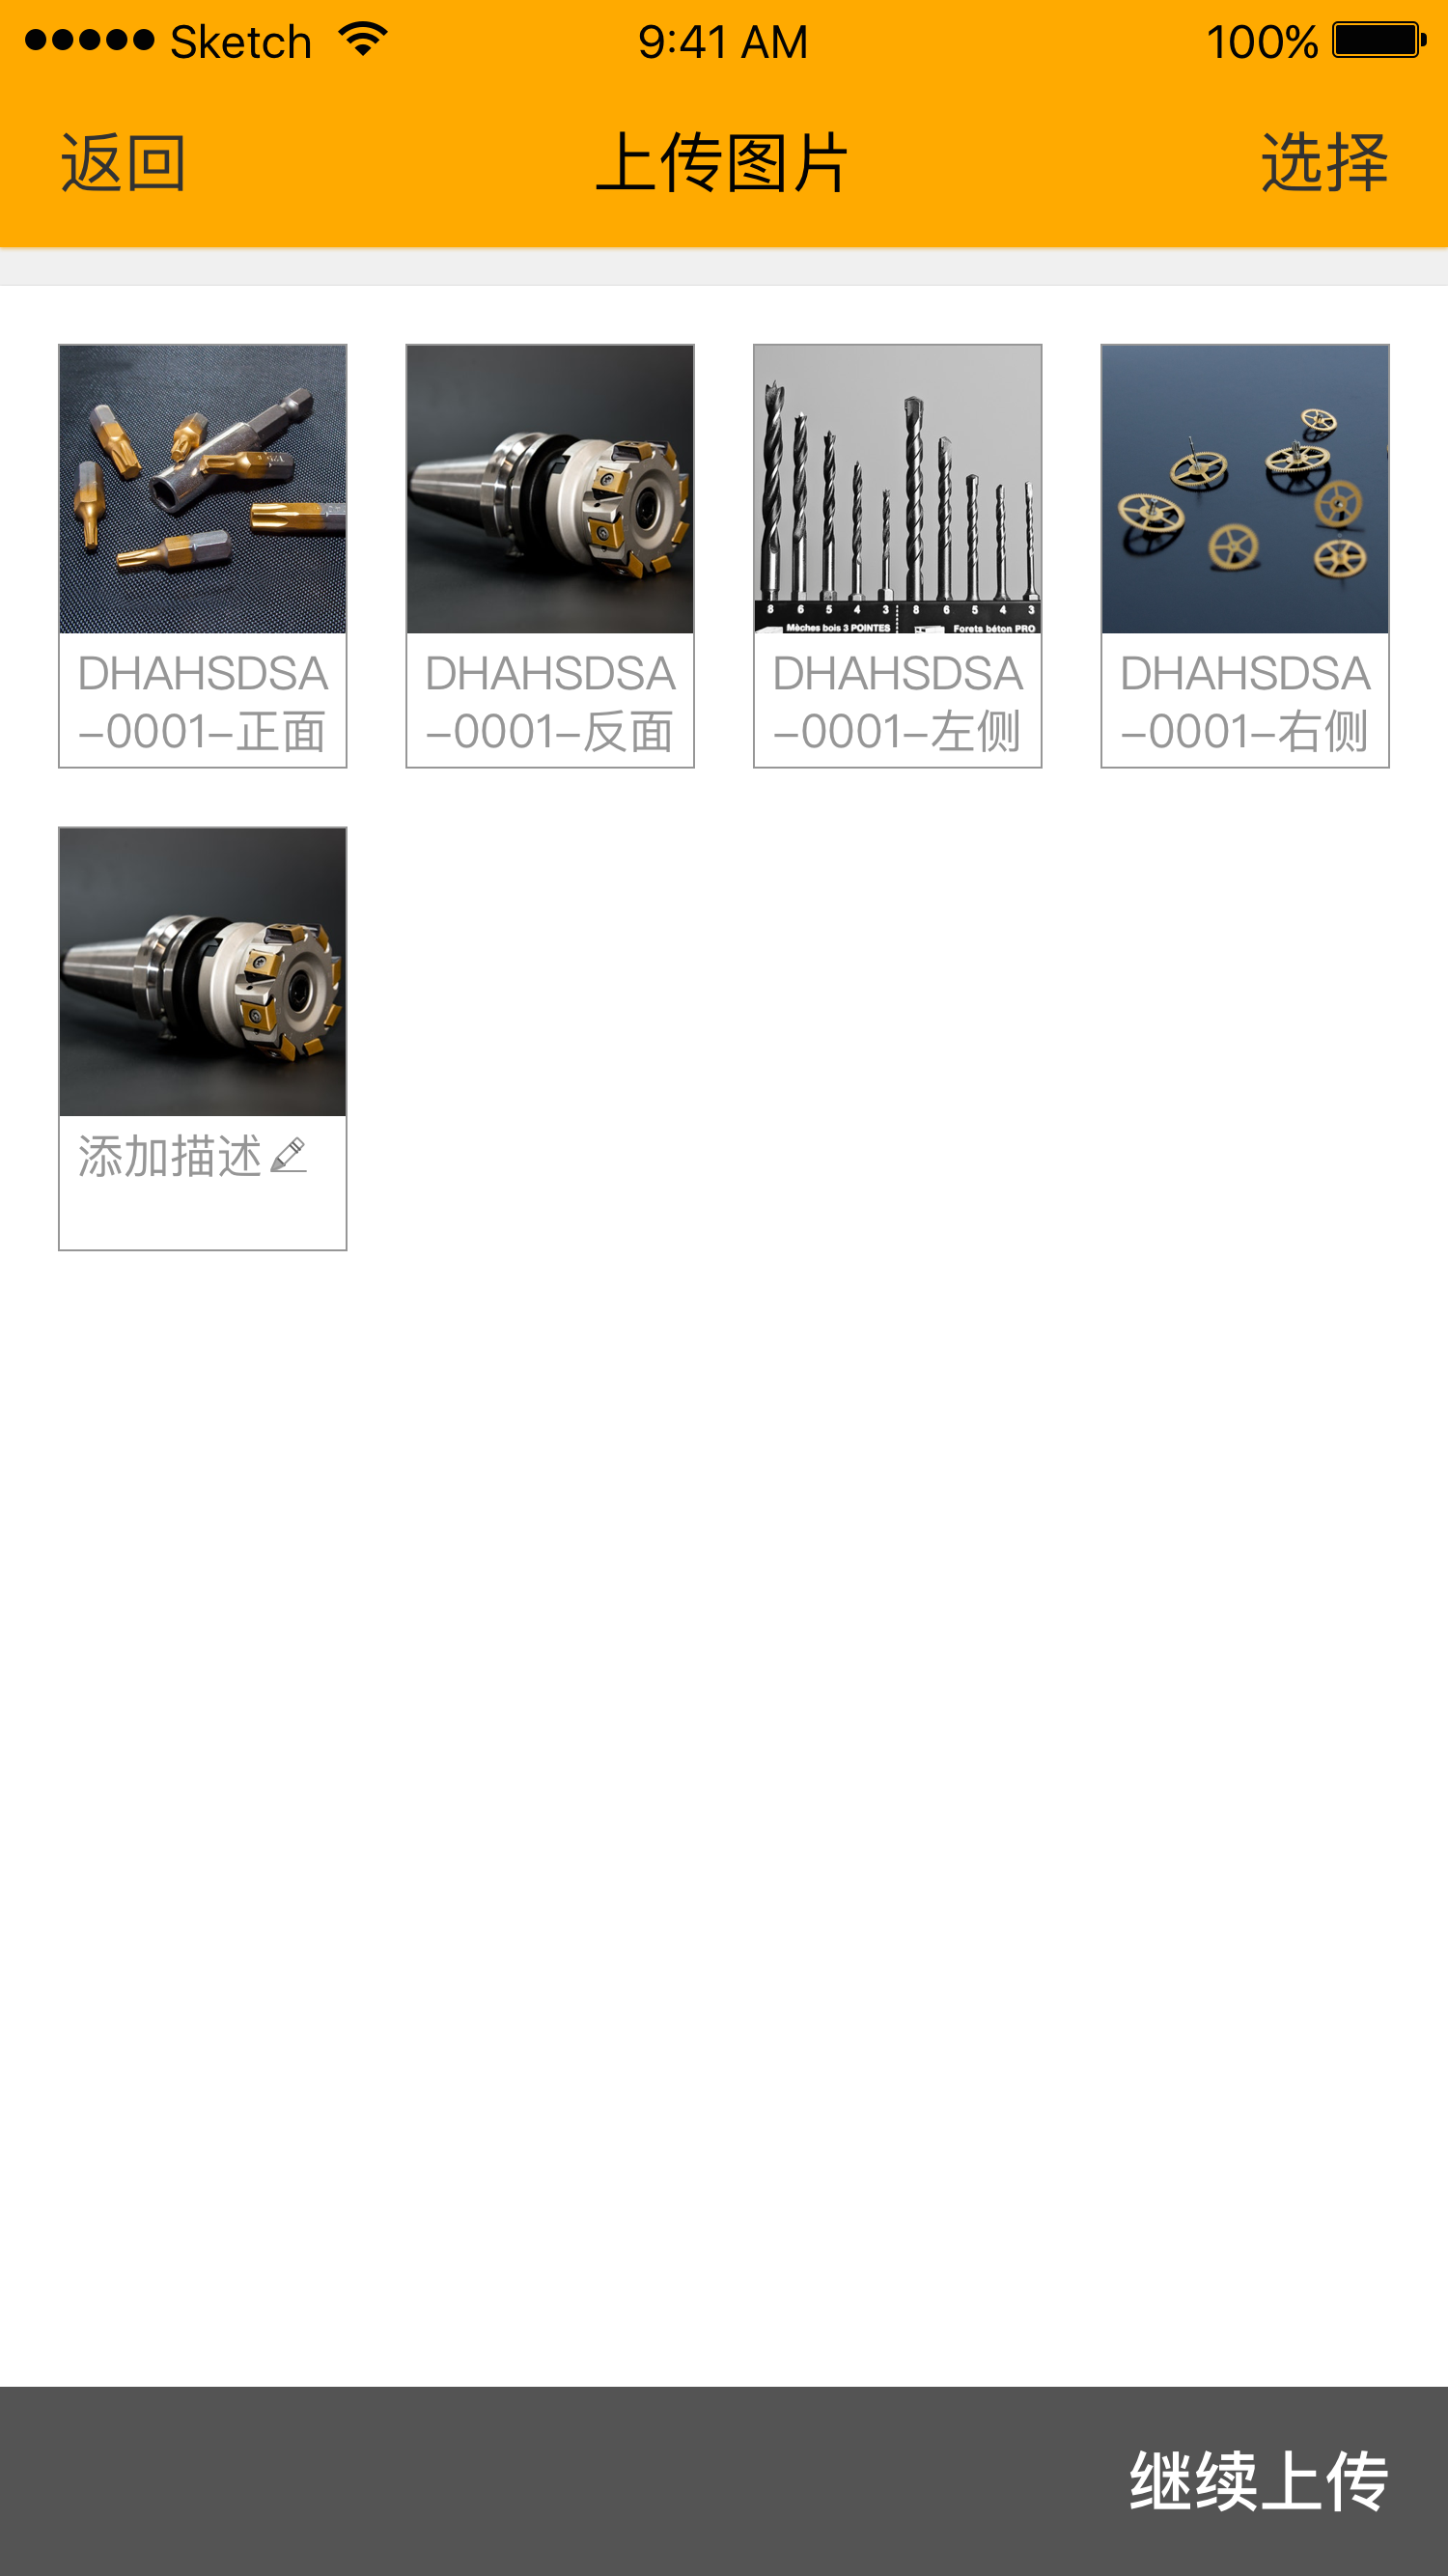 Sketch 9:41 AM 100%
返回 上传图片 选择
8 6 5 4 3 8 6 5 4 3
Mèches bois 3 POINTES Forets béton PRO
DHAHSDSA
-0001-正面
DHAHSDSA
-0001-反面
DHAHSDSA
-0001-左侧
DHAHSDSA
-0001-右侧
添加描述
继续上传